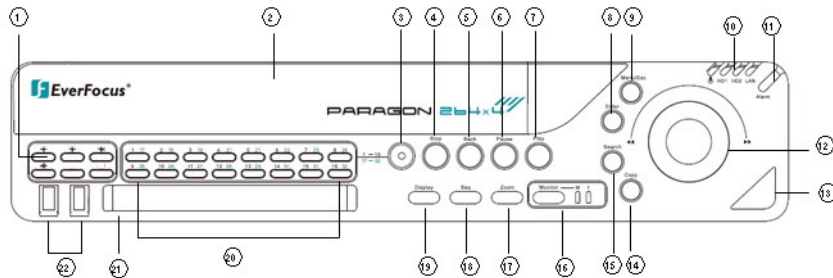 1 2 3 4 5 6 7 8 9 10 11
EverFocus®
PARAGON 264x4
HD1 HD2 LAN
Alarm
Menu/Esc
Enter
Stop Back Pause Play
Search
Copy
12
13
Display Seq Zoom Monitor M
22 21 20 19 18 17 16 15 14